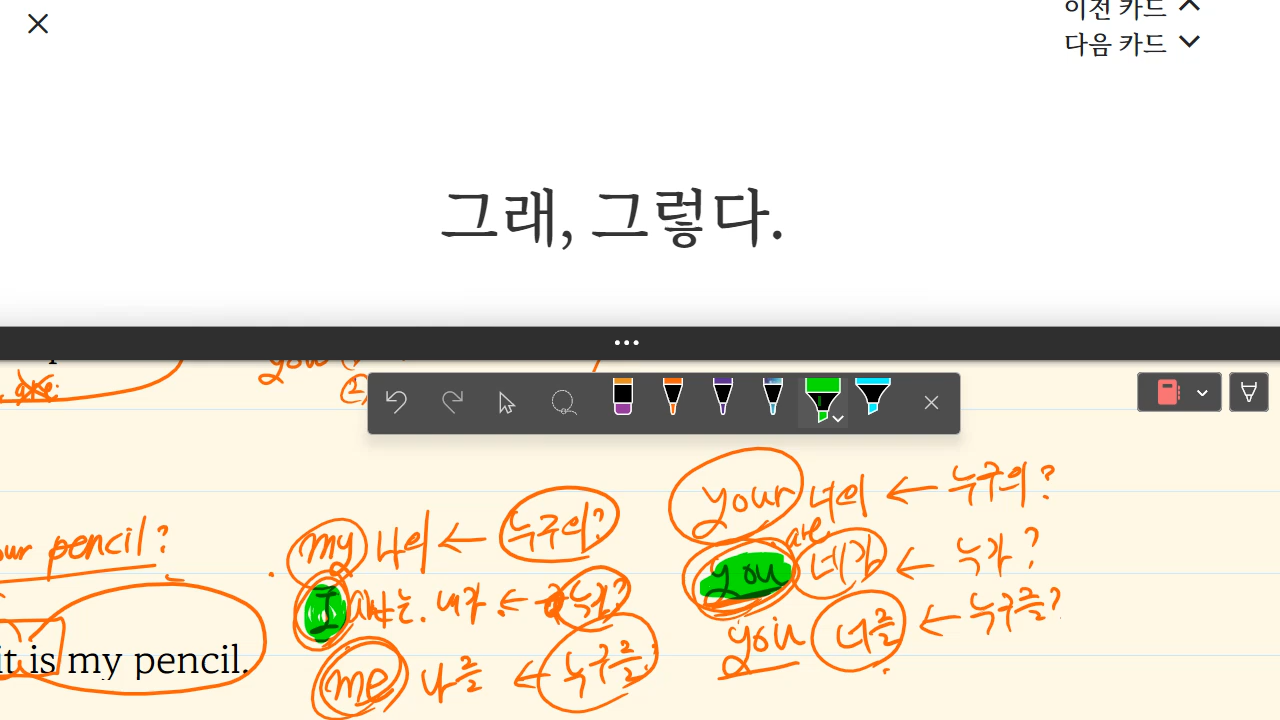 이전 카드
다음 카드
그래, 그렇다.
you
②
your 너의 ← 누구의?
our pencil?
my 나의 ← 누구의?
are
you 네가 ← 누가?
I 나는. 내가 ← 누가?
you 너를 ← 누구를?
it is my pencil.
me 나를 ← 누구를?